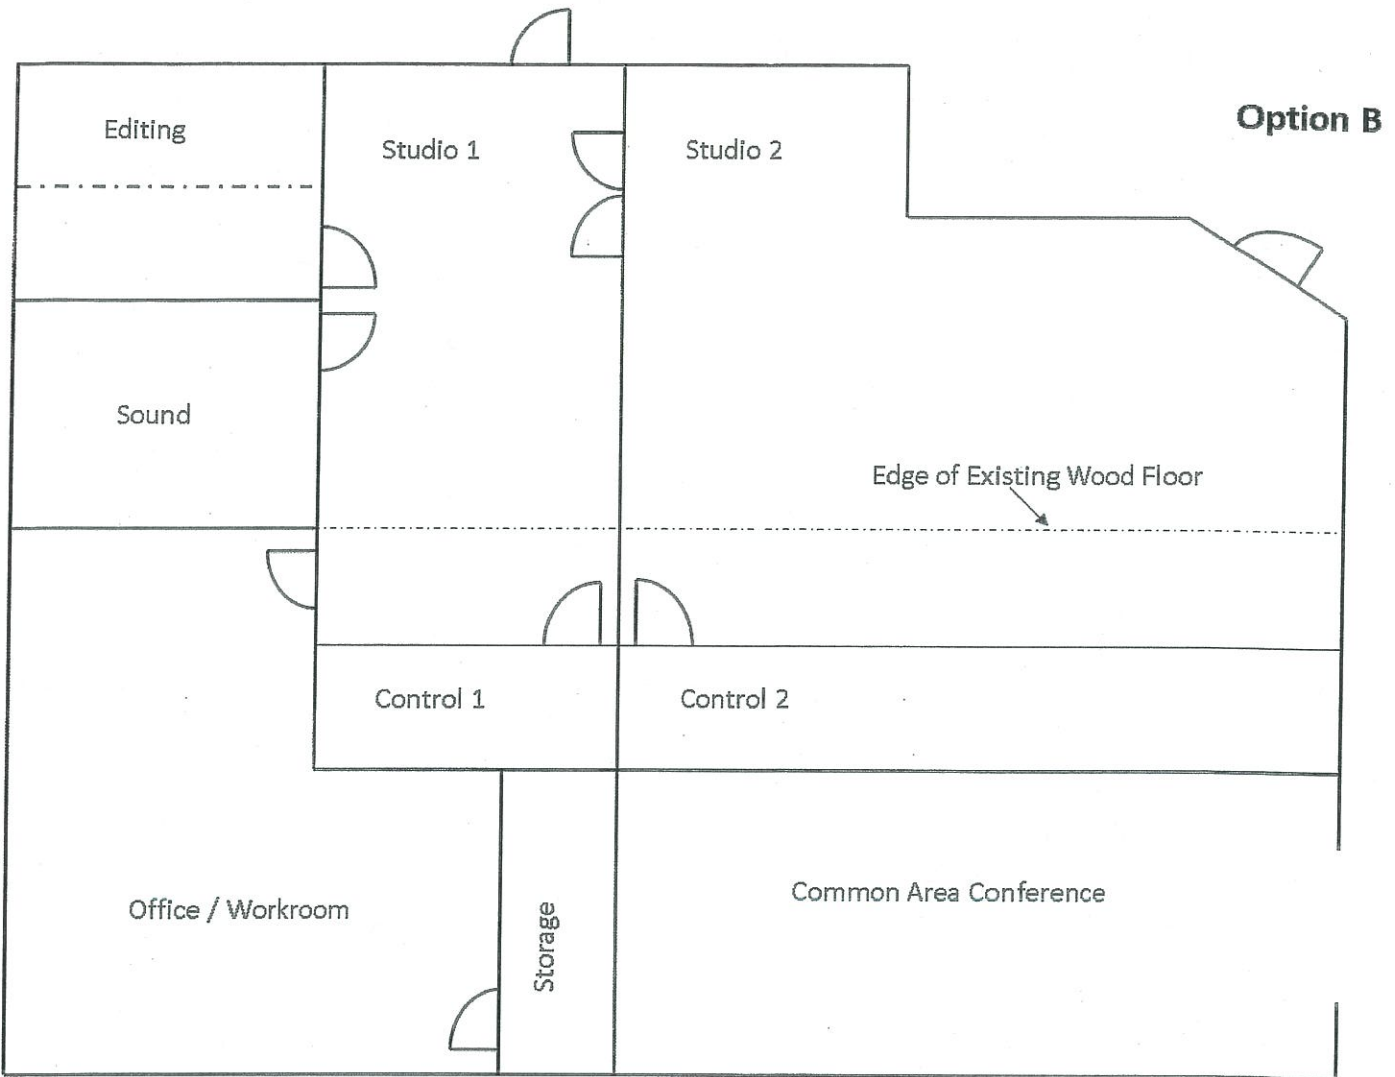 Option B
Editing
Studio 1
Studio 2
Sound
Edge of Existing Wood Floor
Control 1
Control 2
Office / Workroom
Storage
Common Area Conference